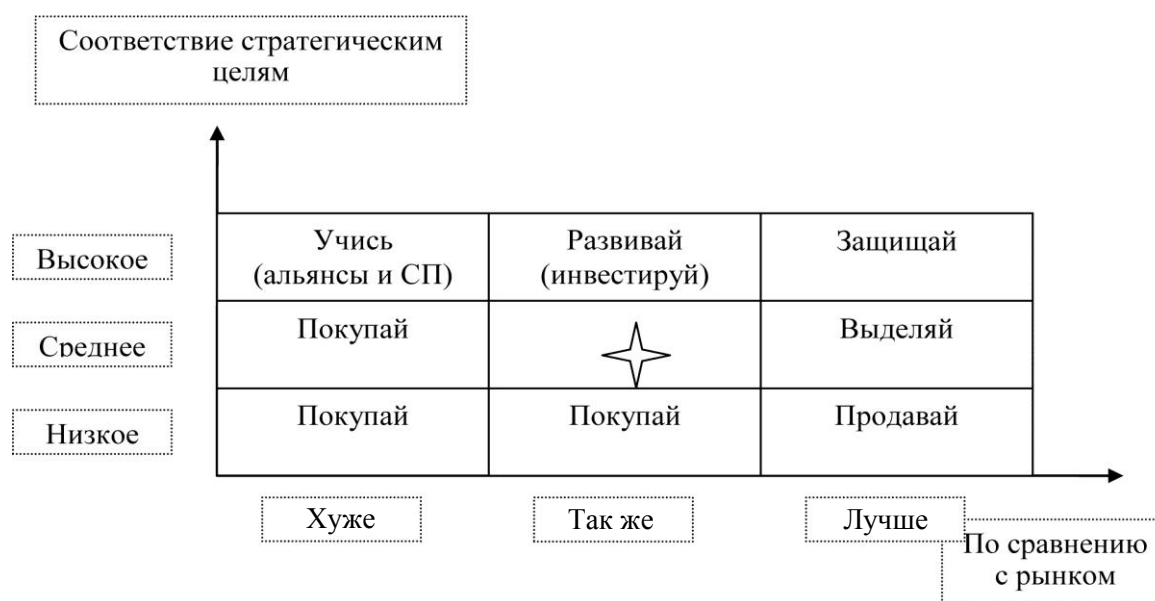 Соответствие стратегическим
целям
Высокое
Учись
(альянсы и СП)
Развивай
(инвестируй)
Защищай
Среднее
Покупай
Выделяй
Низкое
Покупай
Покупай
Продавай
Хуже
Так же
Лучше
По сравнению
с рынком